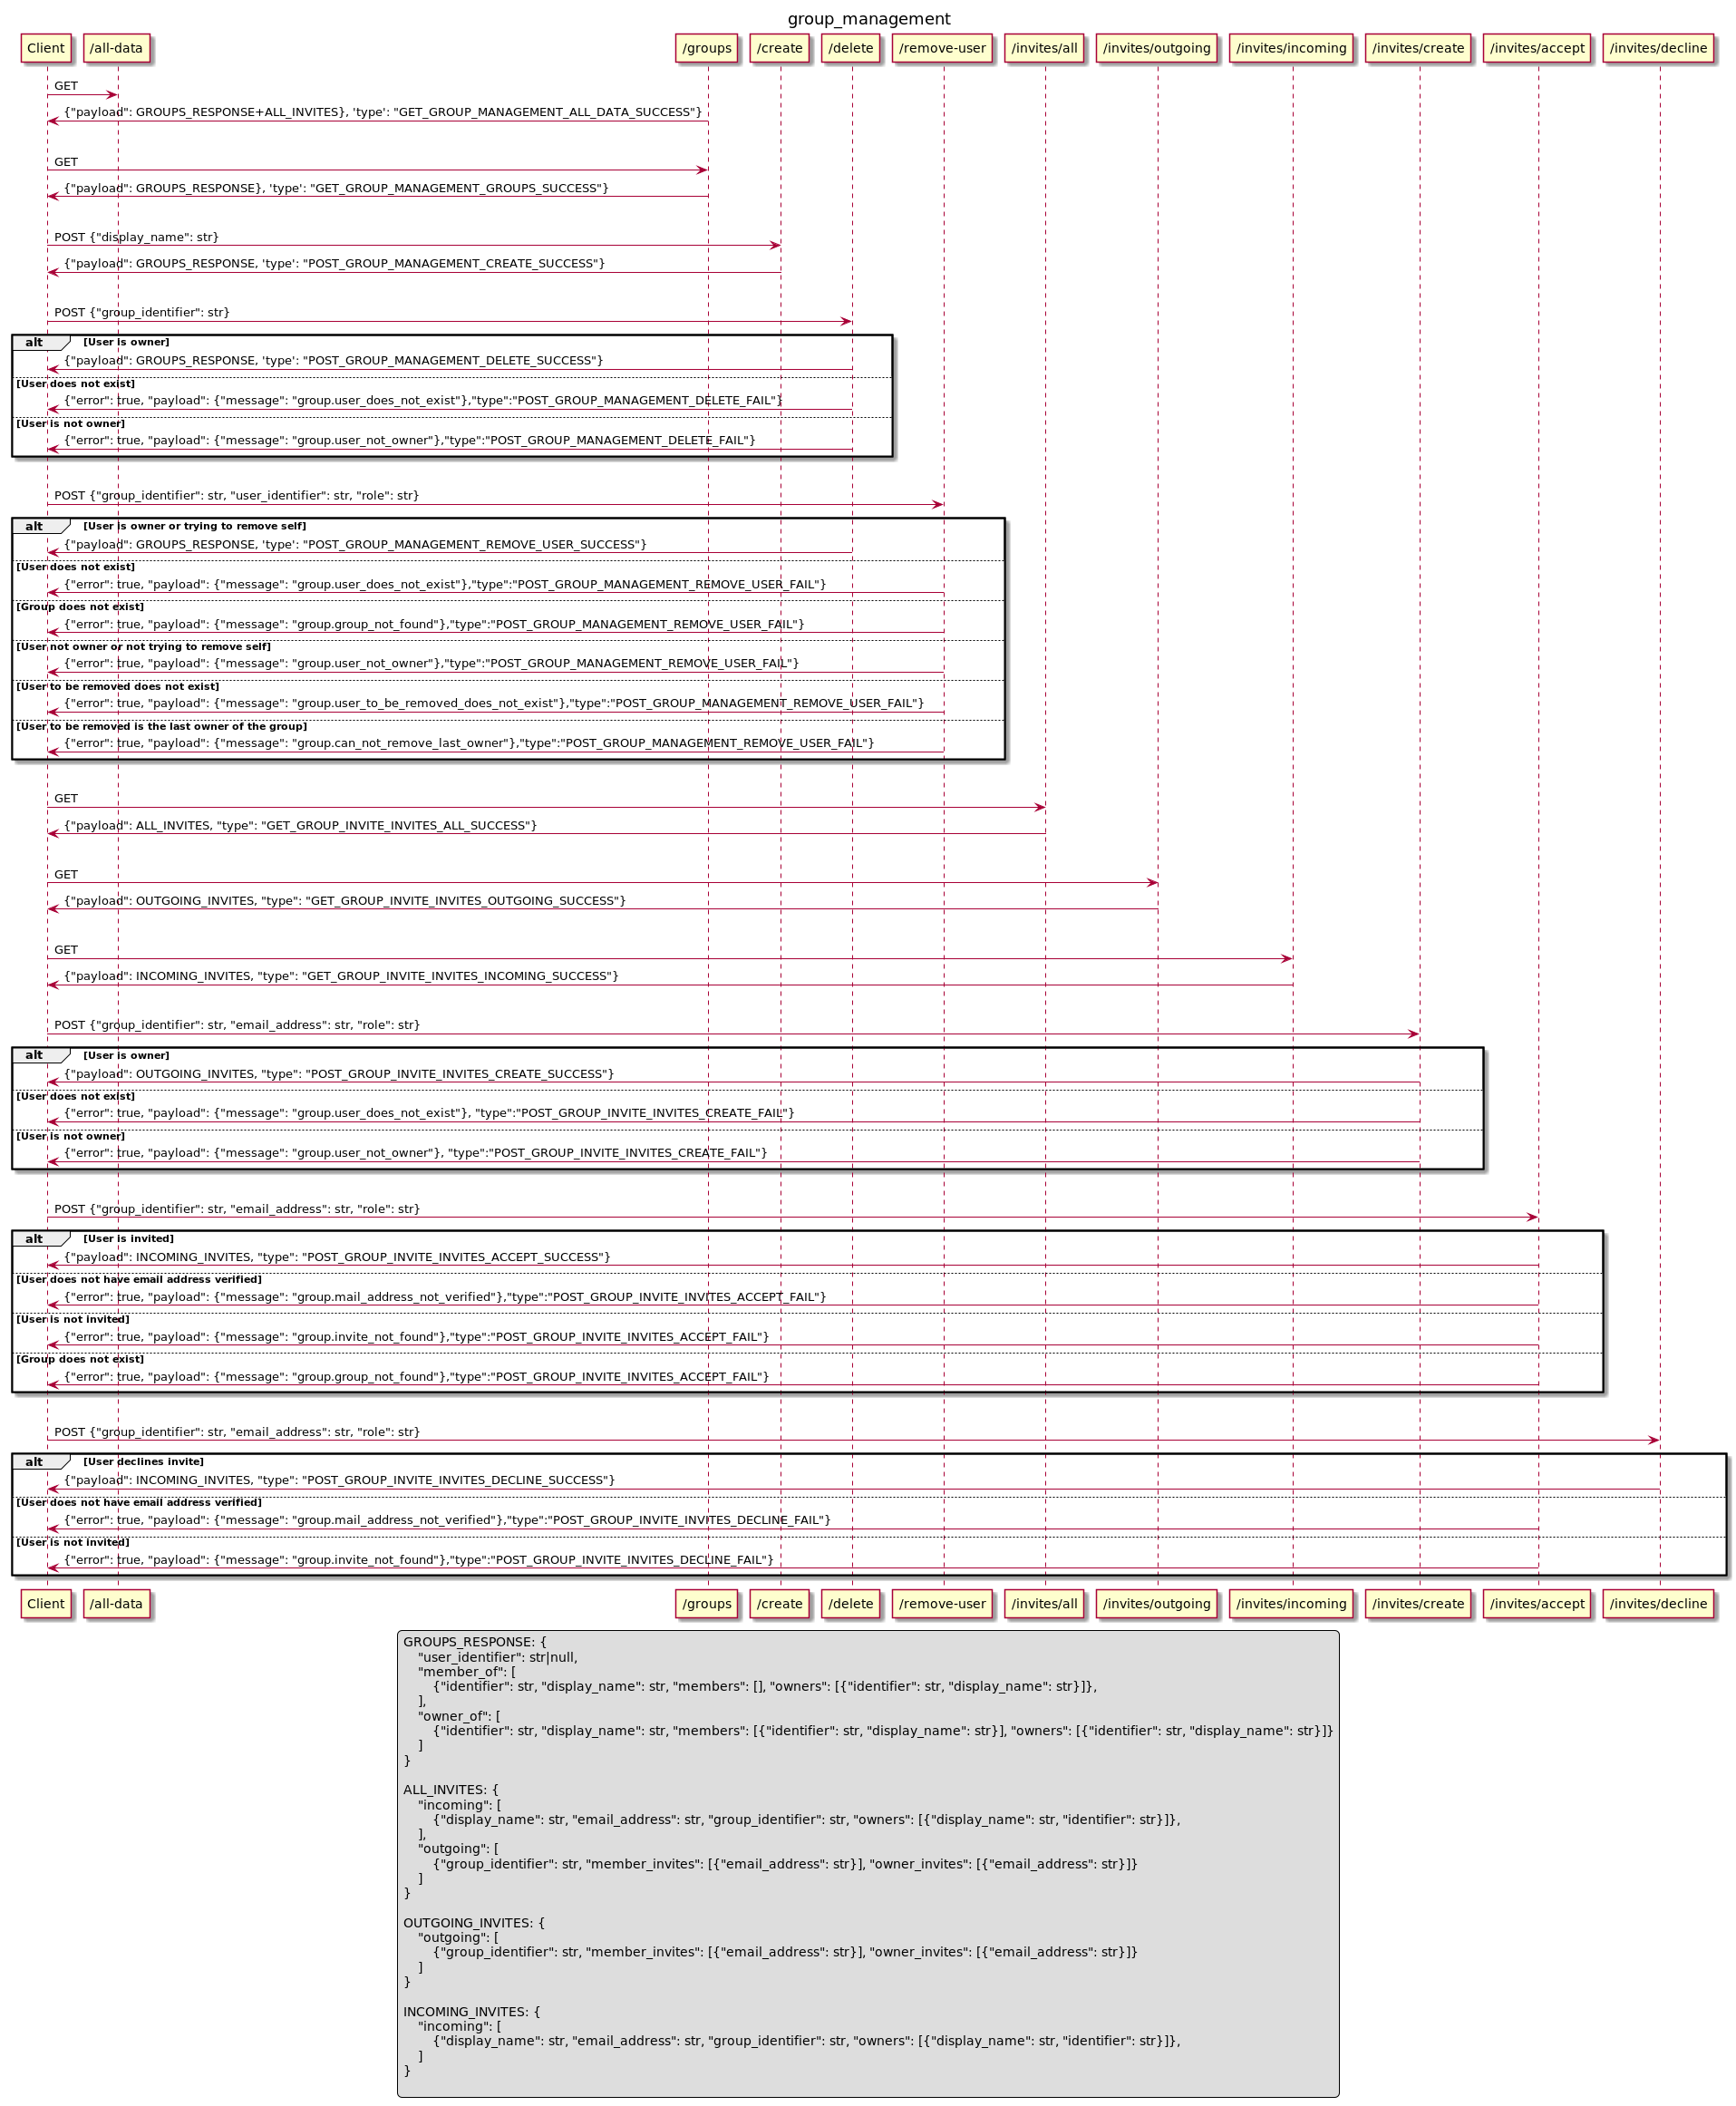 group_management
Client
/all-data
/groups
/create
/delete
/remove-user
/invites/all
/invites/outgoing
/invites/incoming
/invites/create
/invites/accept
/invites/decline
GET
{"payload": GROUPS_RESPONSE+ALL_INVITES}, 'type': "GET_GROUP_MANAGEMENT_ALL_DATA_SUCCESS"}
GET
{"payload": GROUPS_RESPONSE}, 'type': "GET_GROUP_MANAGEMENT_GROUPS_SUCCESS"}
POST {"display_name": str}
{"payload": GROUPS_RESPONSE, 'type': "POST_GROUP_MANAGEMENT_CREATE_SUCCESS"}
POST {"group_identifier": str}
alt [User is owner]
{"payload": GROUPS_RESPONSE, 'type': "POST_GROUP_MANAGEMENT_DELETE_SUCCESS"}
[User does not exist]
{"error": true, "payload": {"message": "group.user_does_not_exist"},"type":"POST_GROUP_MANAGEMENT_DELETE_FAIL"}
[User is not owner]
{"error": true, "payload": {"message": "group.user_not_owner"},"type":"POST_GROUP_MANAGEMENT_DELETE_FAIL"}
POST {"group_identifier": str, "user_identifier": str, "role": str}
alt [User is owner or trying to remove self]
{"payload": GROUPS_RESPONSE, 'type': "POST_GROUP_MANAGEMENT_REMOVE_USER_SUCCESS"}
[User does not exist]
{"error": true, "payload": {"message": "group.user_does_not_exist"},"type":"POST_GROUP_MANAGEMENT_REMOVE_USER_FAIL"}
[Group does not exist]
{"error": true, "payload": {"message": "group.group_not_found"},"type":"POST_GROUP_MANAGEMENT_REMOVE_USER_FAIL"}
[User not owner or not trying to remove self]
{"error": true, "payload": {"message": "group.user_not_owner"},"type":"POST_GROUP_MANAGEMENT_REMOVE_USER_FAIL"}
[User to be removed does not exist]
{"error": true, "payload": {"message": "group.user_to_be_removed_does_not_exist"},"type":"POST_GROUP_MANAGEMENT_REMOVE_USER_FAIL"}
[User to be removed is the last owner of the group]
{"error": true, "payload": {"message": "group.can_not_remove_last_owner"},"type":"POST_GROUP_MANAGEMENT_REMOVE_USER_FAIL"}
GET
{"payload": ALL_INVITES, "type": "GET_GROUP_INVITE_INVITES_ALL_SUCCESS"}
GET
{"payload": OUTGOING_INVITES, "type": "GET_GROUP_INVITE_INVITES_OUTGOING_SUCCESS"}
GET
{"payload": INCOMING_INVITES, "type": "GET_GROUP_INVITE_INVITES_INCOMING_SUCCESS"}
POST {"group_identifier": str, "email_address": str, "role": str}
alt [User is owner]
{"payload": OUTGOING_INVITES, "type": "POST_GROUP_INVITE_INVITES_CREATE_SUCCESS"}
[User does not exist]
{"error": true, "payload": {"message": "group.user_does_not_exist"}, "type":"POST_GROUP_INVITE_INVITES_CREATE_FAIL"}
[User is not owner]
{"error": true, "payload": {"message": "group.user_not_owner"}, "type":"POST_GROUP_INVITE_INVITES_CREATE_FAIL"}
POST {"group_identifier": str, "email_address": str, "role": str}
alt [User is invited]
{"payload": INCOMING_INVITES, "type": "POST_GROUP_INVITE_INVITES_ACCEPT_SUCCESS"}
[User does not have email address verified]
{"error": true, "payload": {"message": "group.mail_address_not_verified"},"type":"POST_GROUP_INVITE_INVITES_ACCEPT_FAIL"}
[User is not invited]
{"error": true, "payload": {"message": "group.invite_not_found"},"type":"POST_GROUP_INVITE_INVITES_ACCEPT_FAIL"}
[Group does not exist]
{"error": true, "payload": {"message": "group.group_not_found"},"type":"POST_GROUP_INVITE_INVITES_ACCEPT_FAIL"}
POST {"group_identifier": str, "email_address": str, "role": str}
alt [User declines invite]
{"payload": INCOMING_INVITES, "type": "POST_GROUP_INVITE_INVITES_DECLINE_SUCCESS"}
[User does not have email address verified]
{"error": true, "payload": {"message": "group.mail_address_not_verified"},"type":"POST_GROUP_INVITE_INVITES_DECLINE_FAIL"}
[User is not invited]
{"error": true, "payload": {"message": "group.invite_not_found"},"type":"POST_GROUP_INVITE_INVITES_DECLINE_FAIL"}
Client
/all-data
/groups
/create
/delete
/remove-user
/invites/all
/invites/outgoing
/invites/incoming
/invites/create
/invites/accept
/invites/decline
GROUPS_RESPONSE: {
"user_identifier": str|null,
"member_of": [
{"identifier": str, "display_name": str, "members": [], "owners": [{"identifier": str, "display_name": str}]},
],
"owner_of": [
{"identifier": str, "display_name": str, "members": [{"identifier": str, "display_name": str}], "owners": [{"identifier": str, "display_name": str}]}
]
}
ALL_INVITES: {
"incoming": [
{"display_name": str, "email_address": str, "group_identifier": str, "owners": [{"display_name": str, "identifier": str}]},
],
"outgoing": [
{"group_identifier": str, "member_invites": [{"email_address": str}], "owner_invites": [{"email_address": str}]}
]
}
OUTGOING_INVITES: {
"outgoing": [
{"group_identifier": str, "member_invites": [{"email_address": str}], "owner_invites": [{"email_address": str}]}
]
}
INCOMING_INVITES: {
"incoming": [
{"display_name": str, "email_address": str, "group_identifier": str, "owners": [{"display_name": str, "identifier": str}]},
]
}